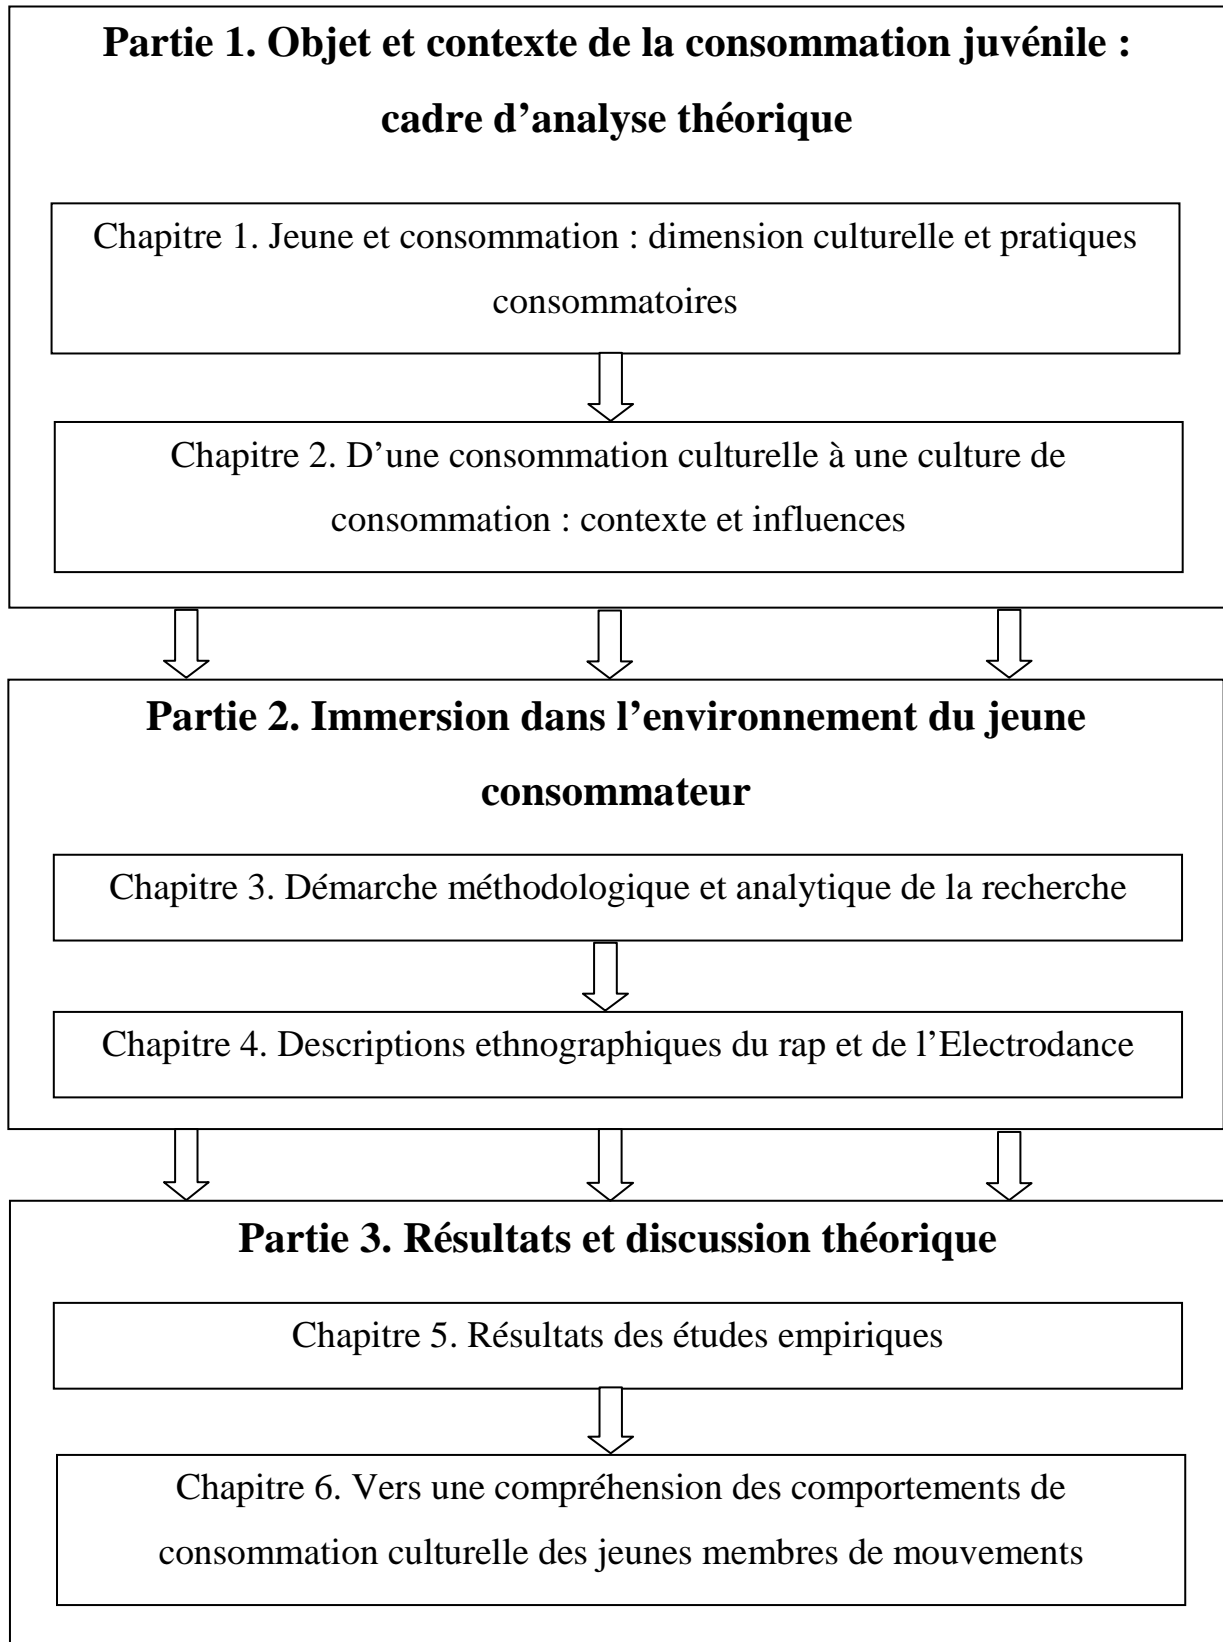 Partie 1. Objet et contexte de la consommation juvénile :
cadre d’analyse théorique
Chapitre 1. Jeune et consommation : dimension culturelle et pratiques
consommatoires
Chapitre 2. D’une consommation culturelle à une culture de
consommation : contexte et influences
Partie 2. Immersion dans l’environnement du jeune
consommateur
Chapitre 3. Démarche méthodologique et analytique de la recherche
Chapitre 4. Descriptions ethnographiques du rap et de l’Electrodance
Partie 3. Résultats et discussion théorique
Chapitre 5. Résultats des études empiriques
Chapitre 6. Vers une compréhension des comportements de
consommation culturelle des jeunes membres de mouvements